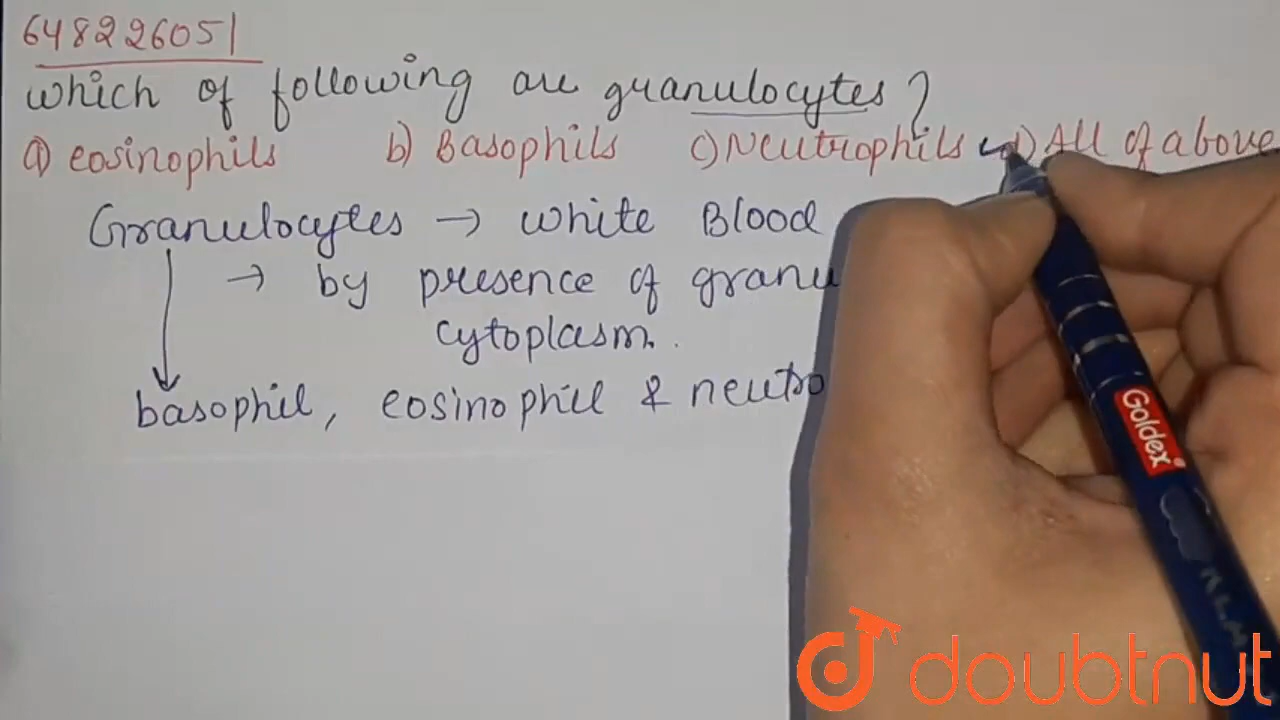 648226051
which of following are granulocytes ?
a) eosinophils b) Basophils c) Neutrophils d) All of above
Granulocytes → white Blood
→ by presence of granu
cytoplasm.
basophil, eosinophil & neutro
Goldex
doubtnut